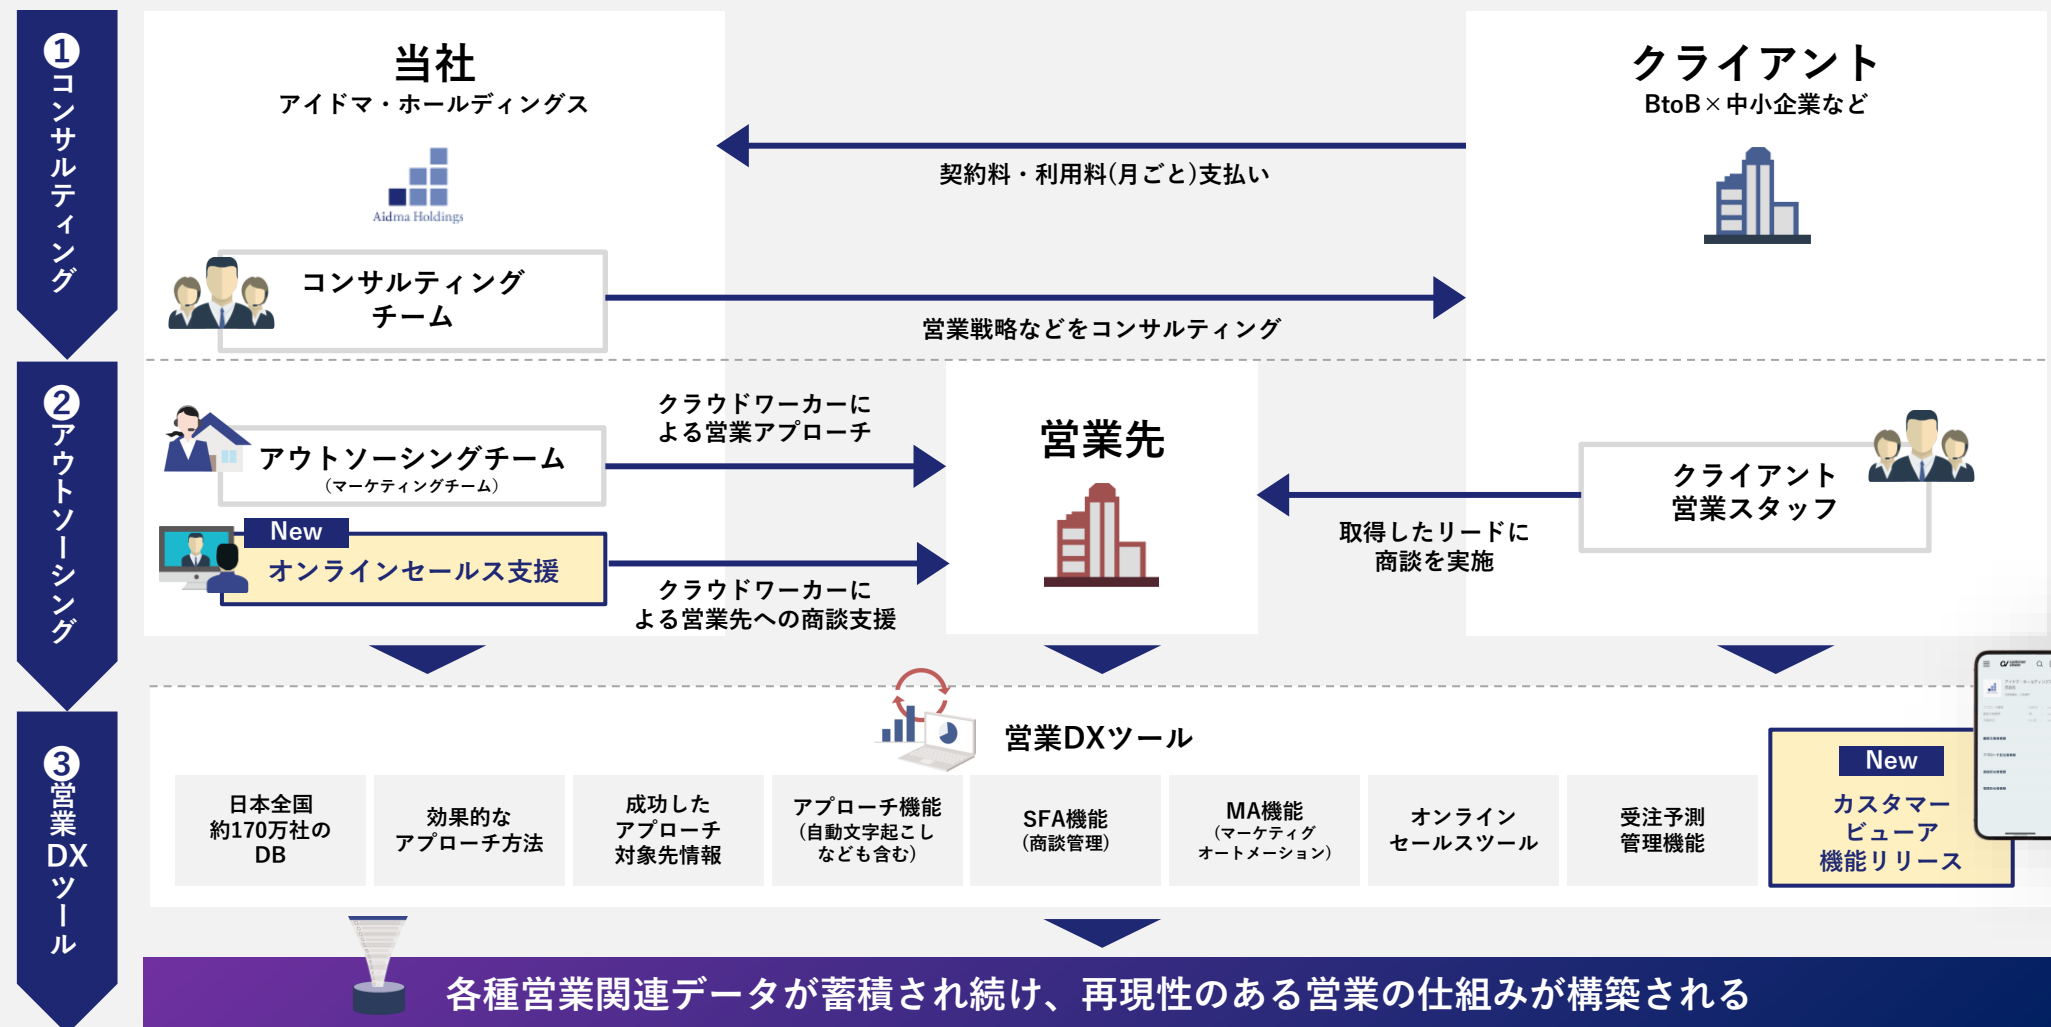 ❶コンサルティング
当社
アイドマ・ホールディングス
Aidma Holdings
クライアント
BtoB×中小企業など
契約料・利用料(月ごと)支払い
コンサルティング
チーム
営業戦略などをコンサルティング
❷アウトソーシング
アウトソーシングチーム
（マーケティングチーム）
クラウドワーカーに
よる営業アプローチ
New
オンラインセールス支援
クラウドワーカーに
よる営業先への商談支援
営業先
クライアント
営業スタッフ
取得したリードに
商談を実施
❸営業DXツール
営業DXツール
日本全国
約170万社の
DB
効果的な
アプローチ方法
成功した
アプローチ
対象先情報
アプローチ機能
(自動文字起こし
なども含む)
SFA機能
(商談管理)
MA機能
(マーケティグ
オートメーション)
オンライン
セールスツール
受注予測
管理機能
New
カスタマー
ビューア
機能リリース
各種営業関連データが蓄積され続け、再現性のある営業の仕組みが構築される